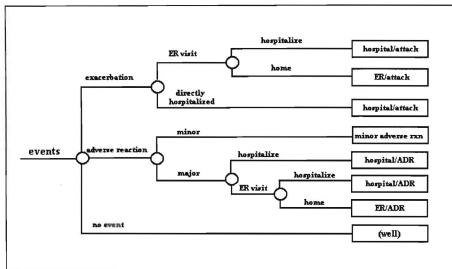 hospitalize
hospital/attack
ER visit
home
ER/attack
exacerbation
directly
hospitalized
hospital/attack
minor
minor adverse rxn
events
adverse reaction
hospitalize
hospital/ADR
major
ER visit
hospitalize
hospital/ADR
home
ER/ADR
no event
(well)